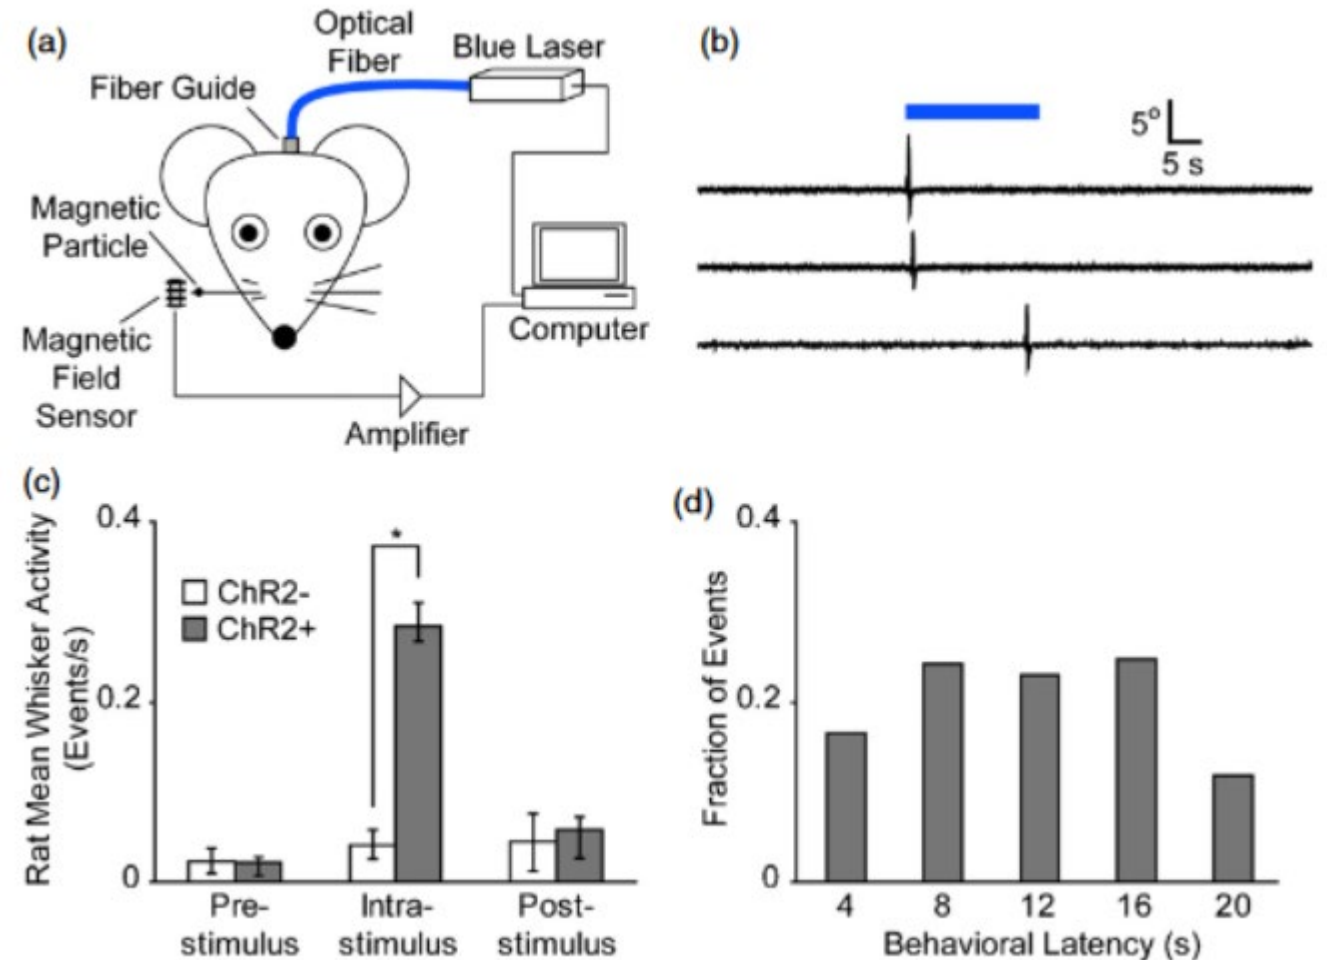 (a)
Optical
Fiber
Blue Laser
Fiber Guide
Magnetic
Particle
Magnetic
Field
Sensor
Computer
Amplifier
(b)
5°
5 s
(c)
Rat Mean Whisker Activity
(Events/s)
0.4
0.2
0
*
ChR2-
ChR2+
Pre-
stimulus
Intra-
stimulus
Post-
stimulus
(d)
Fraction of Events
0.4
0.2
0
4 8 12 16 20
Behavioral Latency (s)